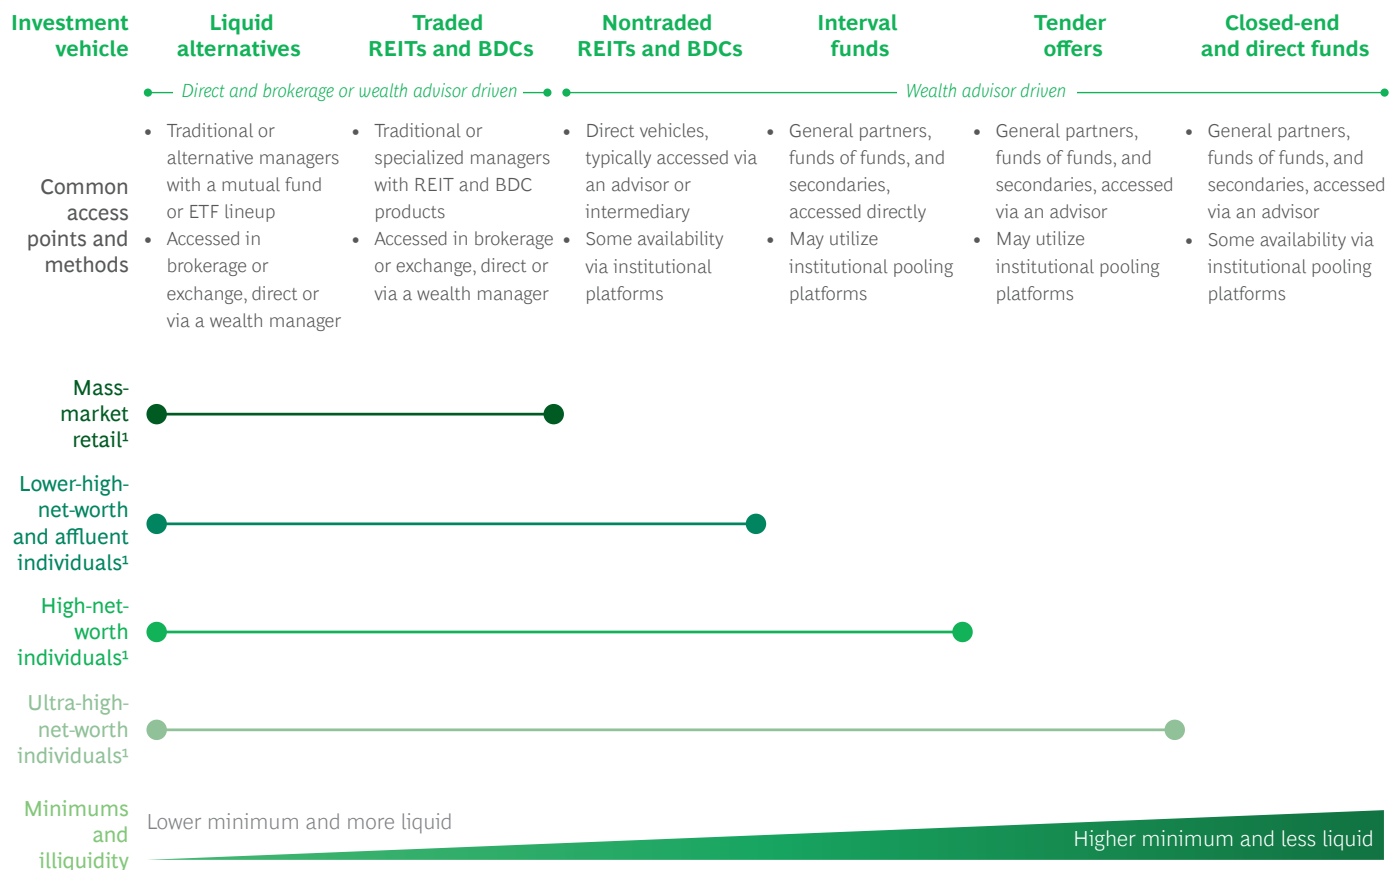 Investment
vehicle
Liquid
alternatives
Traded
REITs and BDCs
Nontraded
REITs and BDCs
Interval
funds
Tender
offers
Closed-end
and direct funds
Direct and brokerage or wealth advisor driven
Wealth advisor driven
Common
access
points and
methods
• Traditional or
alternative managers
with a mutual fund
or ETF lineup
• Accessed in
brokerage or
exchange, direct or
via a wealth manager
• Traditional or
specialized managers
with REIT and BDC
products
• Accessed in brokerage
or exchange, direct or
via a wealth manager
• Direct vehicles,
typically accessed via
an advisor or
intermediary
• Some availability
via institutional
platforms
• General partners,
funds of funds, and
secondaries,
accessed directly
• May utilize
institutional pooling
platforms
• General partners,
funds of funds, and
secondaries, accessed
via an advisor
• May utilize
institutional pooling
platforms
• General partners,
funds of funds, and
secondaries, accessed
via an advisor
• Some availability via
institutional pooling
platforms
Mass-
market
retail¹
Lower-high-
net-worth
and affluent
individuals¹
High-net-
worth
individuals¹
Ultra-high-
net-worth
individuals¹
Minimums
and
illiquidity
Lower minimum and more liquid
Higher minimum and less liquid